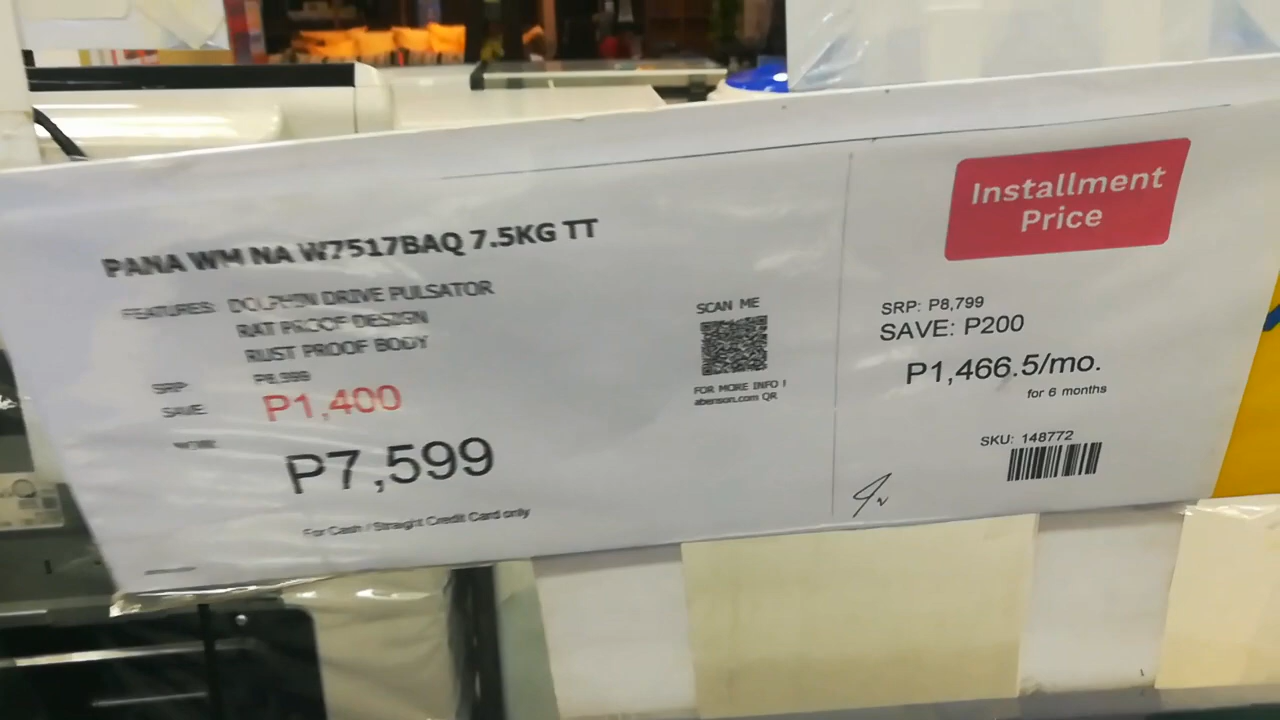 PANA WM NA W7517BAQ 7.5KG TT
FEATURES: DOLPHIN DRIVE PULSATOR
RAT PROOF DESIGN
RUST PROOF BODY
SRP
SAVE P1,400
P7,599
For Cash / Straight Credit Card only
SCAN ME
FOR MORE INFO !
abenson.com QR
Installment
Price
SRP: P8,799
SAVE: P200
P1,466.5/mo.
for 6 months
SKU: 148772